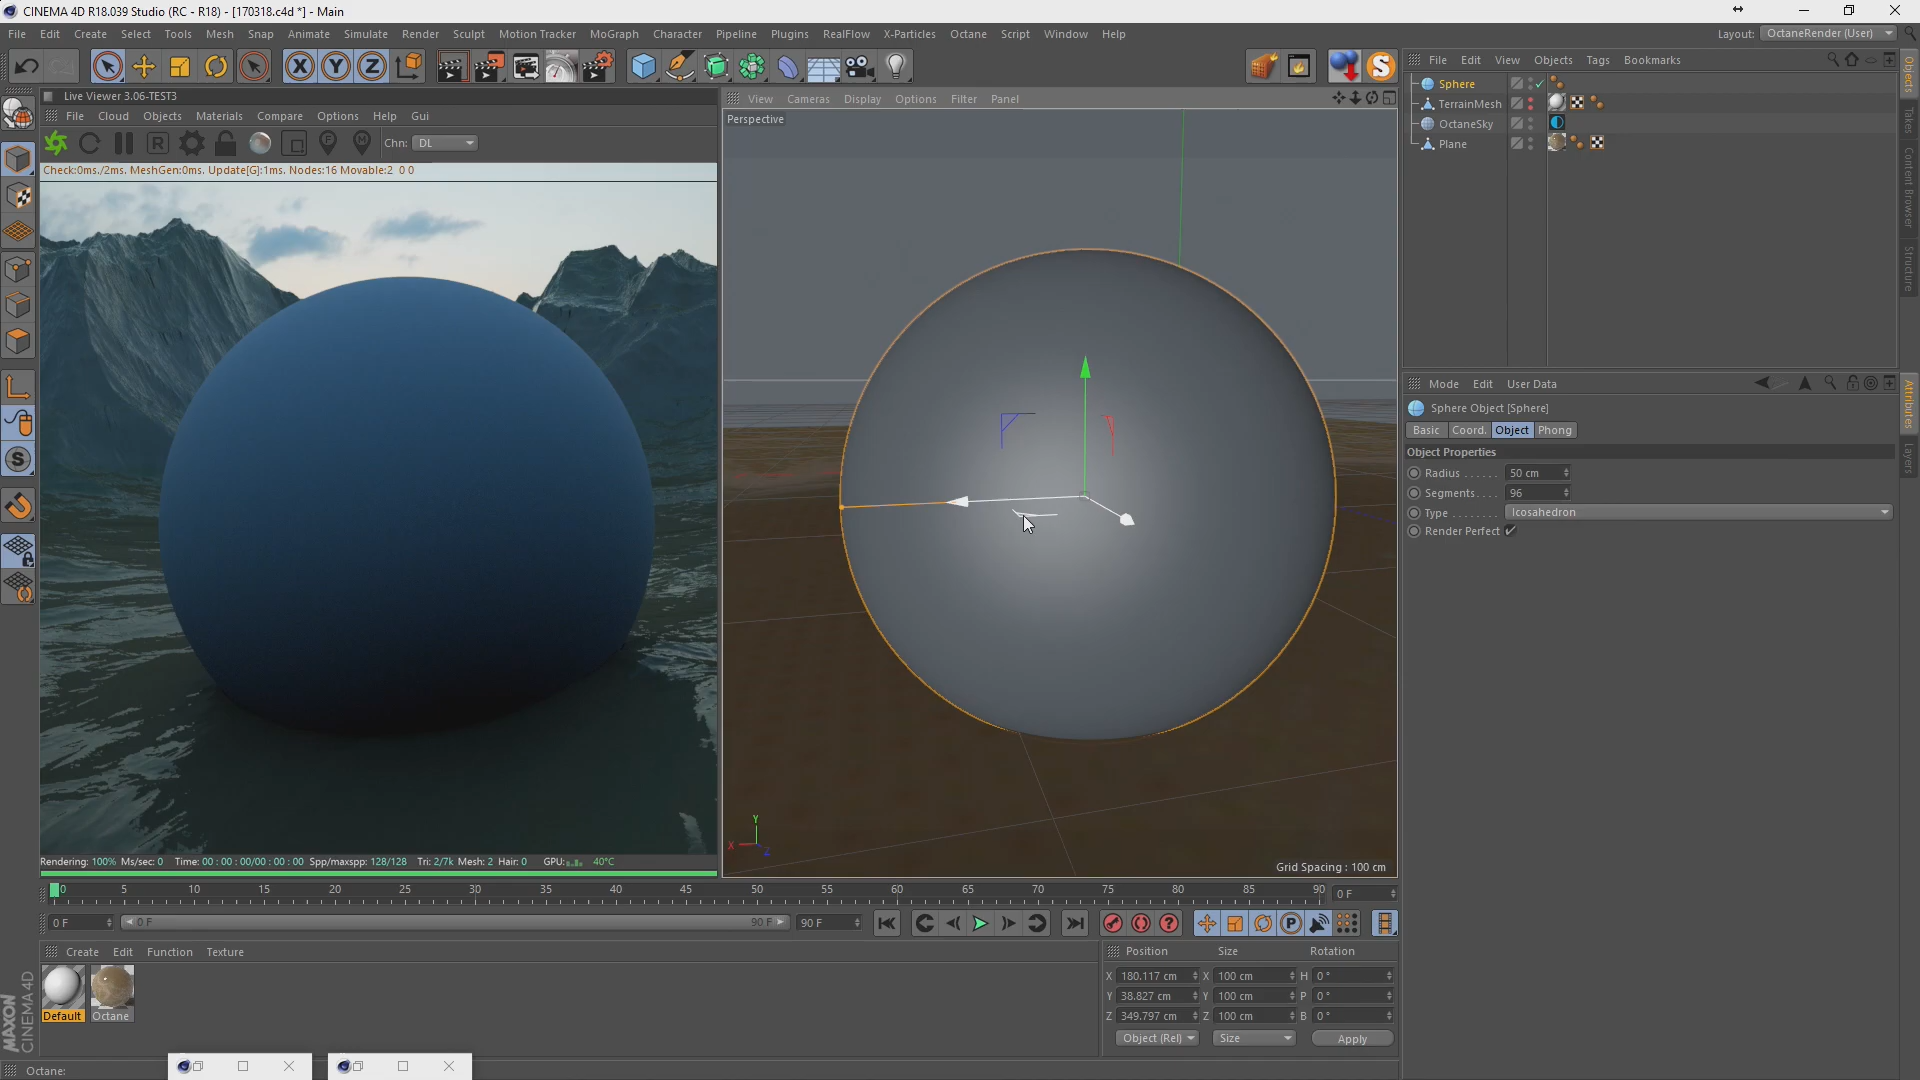 CINEMA 4D R18.039 Studio (RC - R18) - [170318.c4d *] - Main
File Edit Create Select Tools Mesh Snap Animate Simulate Render Sculpt Motion Tracker MoGraph Character Pipeline Plugins RealFlow X-Particles Octane Script Window Help
Layout: OctaneRender (User)
X Y Z
File Edit View Objects Tags Bookmarks
Sphere
TerrainMesh
OctaneSky
Plane
Objects
Takes
Content Browser
Structure
Live Viewer 3.06-TEST3
File Cloud Objects Materials Compare Options Help Gui
R M Chn: DL
Check:0ms./2ms. MeshGen:0ms. Update[G]:1ms. Nodes:16 Movable:2 0 0
View Cameras Display Options Filter Panel
Perspective
Y
X Z
Grid Spacing : 100 cm
Rendering: 100% Ms/sec: 0 Time: 00 : 00 : 00/00 : 00 : 00 Spp/maxspp: 128/128 Tri: 2/7k Mesh: 2 Hair: 0 GPU: 40°C
Mode Edit User Data
Sphere Object [Sphere]
Basic Coord. Object Phong
Object Properties
Radius . . . . . . 50 cm
Segments. . . . 96
Type . . . . . . . . Icosahedron
Render Perfect
Attributes
Layers
S
0 5 10 15 20 25 30 35 40 45 50 55 60 65 70 75 80 85 90 0 F
0 F 0 F 90 F 90 F
P
Create Edit Function Texture
Default Octane
Position Size Rotation
X 180.117 cm X 100 cm H 0 °
Y 38.827 cm Y 100 cm P 0 °
Z 349.797 cm Z 100 cm B 0 °
Object (Rel) Size Apply
MAXON
CINEMA 4D
Octane: